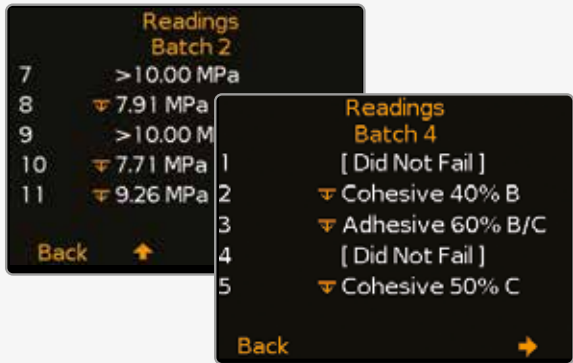 Readings
Batch 2
7 >10.00 MPa
8 7.91 MPa
9 >10.00 M
10 7.71 MPa
11 9.26 MPa
Back
Readings
Batch 4
1 [ Did Not Fail ]
2 Cohesive 40% B
3 Adhesive 60% B/C
4 [ Did Not Fail ]
5 Cohesive 50% C
Back